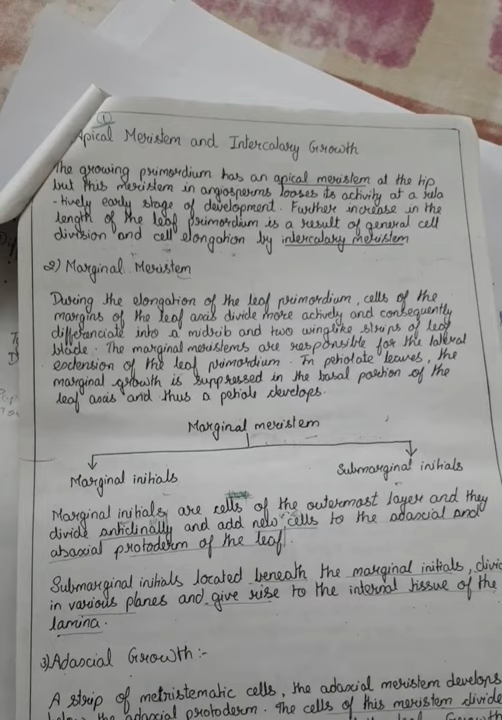 ①
Apical Meristem and Intercalary Growth
The growing primordium has an apical meristem at the tip
but this meristem in angiosperms looses its activity at a rela
-tively early stage of development. Further increase in the
length of the leaf primordium is a result of general cell
division and cell elongation by intercalary meristem
2) Marginal Meristem
During the elongation of the leaf primordium, cells of the
margins of the leaf axis divide more actively and consequently
differenciate into a midrib and two winglike strips of leaf
blade. The marginal meristems are responsible for the lateral
extension of the leaf primordium. In petiolate leaves, the
marginal growth is suppressed in the basal portion of the
leaf axis and thus a petiole develops.
Marginal meristem
Marginal initials
Submarginal initials
Marginal initials are cells of the outermost layer and they
divide anticlinally and add new cells to the adaxial and
abaxial protoderm of the leaf.
Submarginal initials located beneath the marginal initials, divid
in various planes and give rise to the internal tissue of the
lamina.
3) Adaxial Growth :-
A strip of metristematic cells, the adaxial meristem develops
below the adaxial protoderm. The cells of this meristem divide